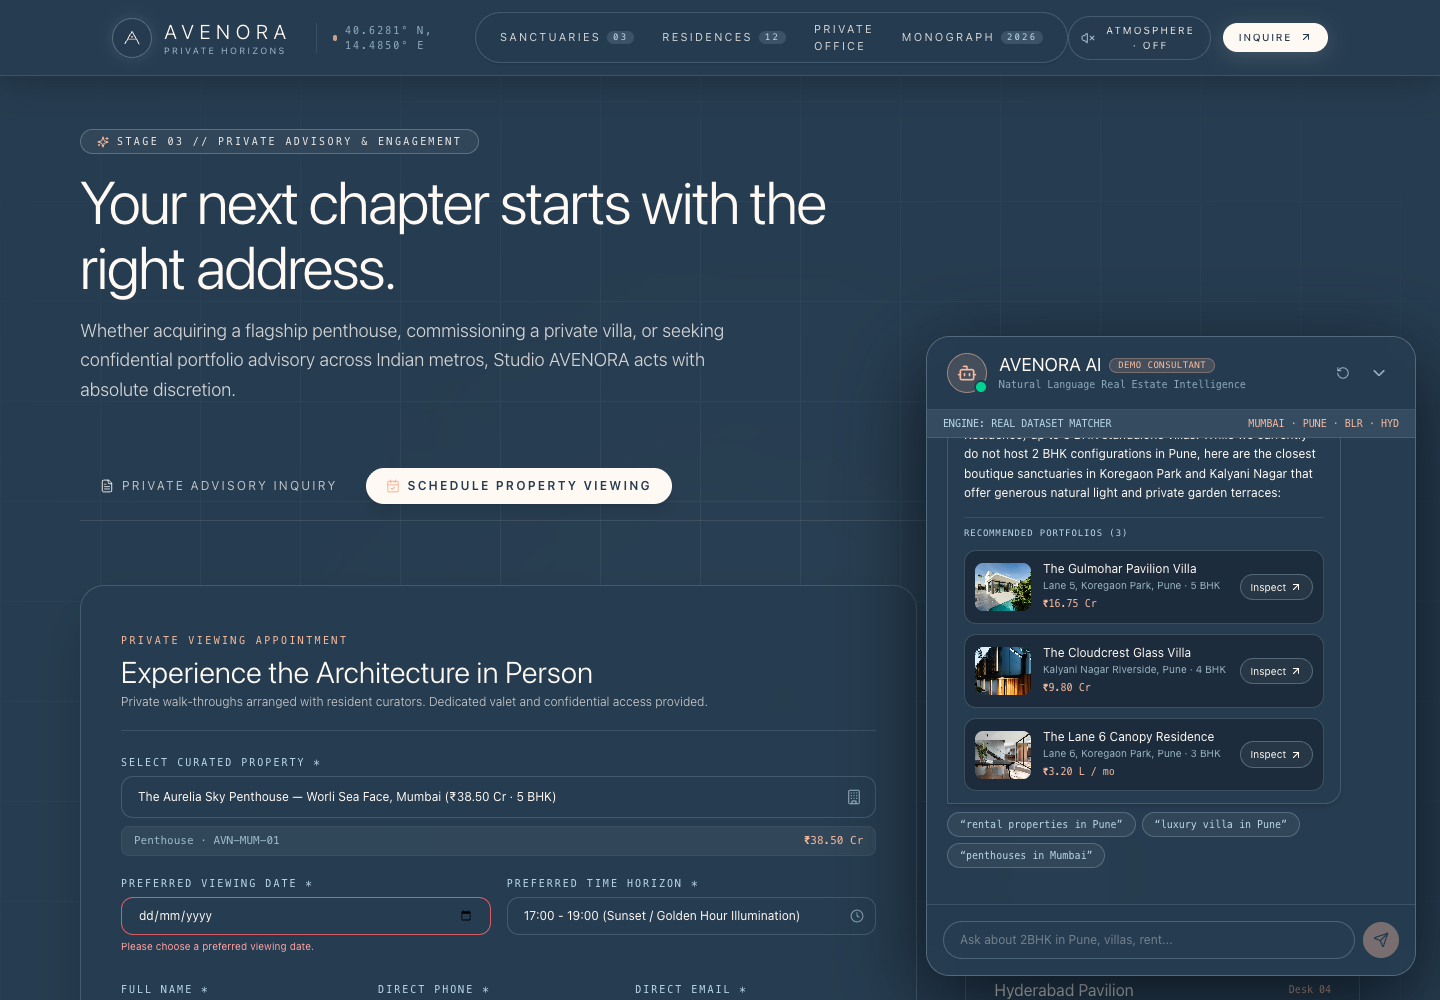 AVENORA
PRIVATE HORIZONS
40.6281° N,
14.4850° E
SANCTUARIES 03
RESIDENCES 12
PRIVATE
OFFICE
MONOGRAPH 2026
ATMOSPHERE
· OFF
INQUIRE
STAGE 03 // PRIVATE ADVISORY & ENGAGEMENT
Your next chapter starts with the
right address.
Whether acquiring a flagship penthouse, commissioning a private villa, or seeking
confidential portfolio advisory across Indian metros, Studio AVENORA acts with
absolute discretion.
PRIVATE ADVISORY INQUIRY
SCHEDULE PROPERTY VIEWING
PRIVATE VIEWING APPOINTMENT
Experience the Architecture in Person
Private walk-throughs arranged with resident curators. Dedicated valet and confidential access provided.
SELECT CURATED PROPERTY *
The Aurelia Sky Penthouse — Worli Sea Face, Mumbai (₹38.50 Cr · 5 BHK)
Penthouse · AVN-MUM-01
₹38.50 Cr
PREFERRED VIEWING DATE *
dd/mm/yyyy
Please choose a preferred viewing date.
PREFERRED TIME HORIZON *
17:00 - 19:00 (Sunset / Golden Hour Illumination)
FULL NAME *
DIRECT PHONE *
DIRECT EMAIL *
AVENORA AI DEMO CONSULTANT
Natural Language Real Estate Intelligence
ENGINE: REAL DATASET MATCHER
MUMBAI · PUNE · BLR · HYD
do not host 2 BHK configurations in Pune, here are the closest
boutique sanctuaries in Koregaon Park and Kalyani Nagar that
offer generous natural light and private garden terraces:
RECOMMENDED PORTFOLIOS (3)
The Gulmohar Pavilion Villa
Lane 5, Koregaon Park, Pune · 5 BHK
₹16.75 Cr
Inspect
The Cloudcrest Glass Villa
Kalyani Nagar Riverside, Pune · 4 BHK
₹9.80 Cr
Inspect
The Lane 6 Canopy Residence
Lane 6, Koregaon Park, Pune · 3 BHK
₹3.20 L / mo
Inspect
“rental properties in Pune”
“luxury villa in Pune”
“penthouses in Mumbai”
Ask about 2BHK in Pune, villas, rent...
Hyderabad Pavilion
Desk 04